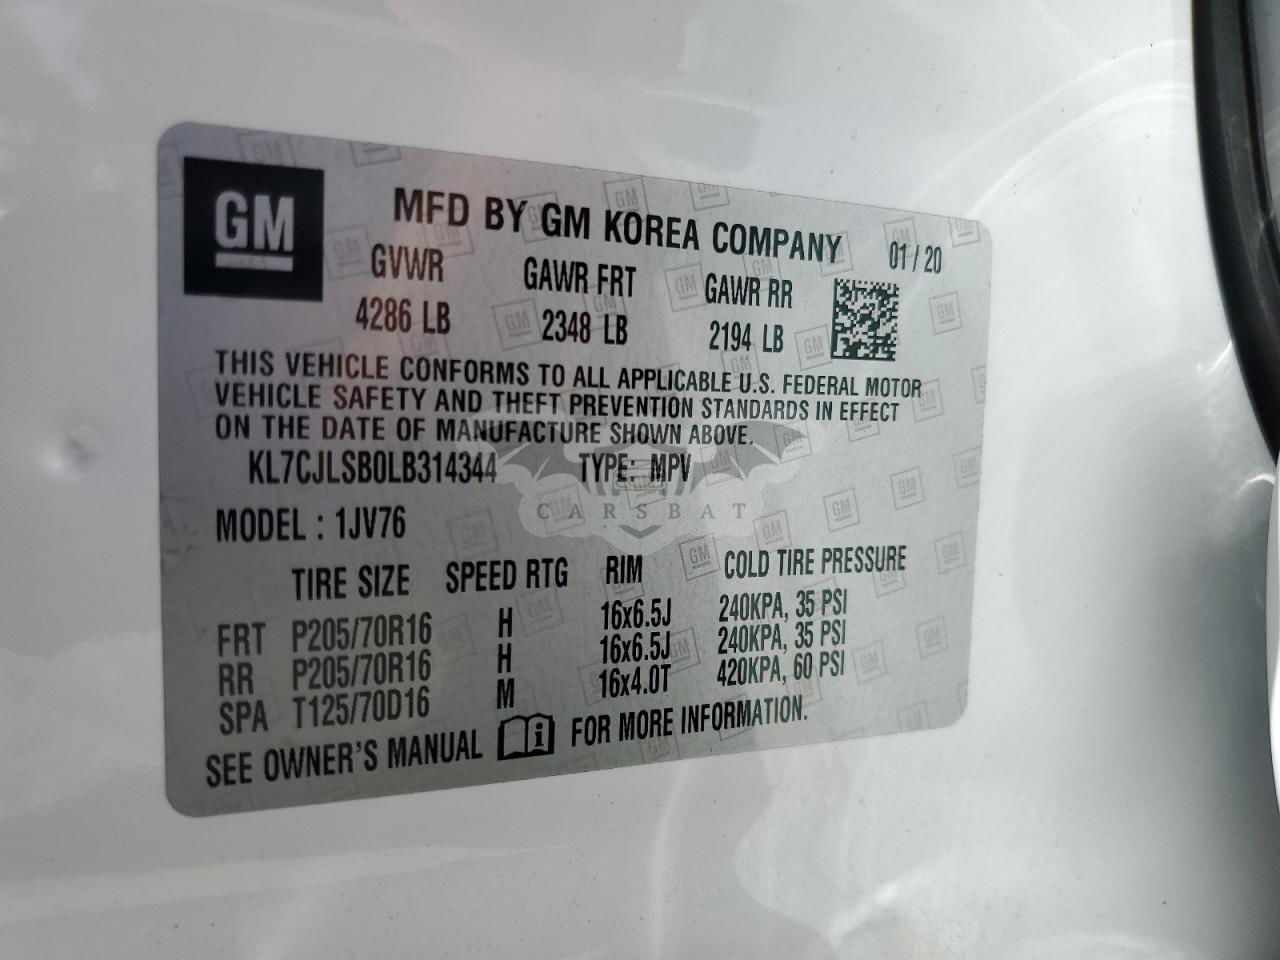 GM
MFD BY GM KOREA COMPANY 01 / 20
GVWR GAWR FRT GAWR RR
4286 LB 2348 LB 2194 LB
THIS VEHICLE CONFORMS TO ALL APPLICABLE U.S. FEDERAL MOTOR
VEHICLE SAFETY AND THEFT PREVENTION STANDARDS IN EFFECT
ON THE DATE OF MANUFACTURE SHOWN ABOVE.
KL7CJLSB0LB314344 TYPE: MPV
CARSBAT
MODEL : 1JV76
TIRE SIZE SPEED RTG RIM COLD TIRE PRESSURE
FRT P205/70R16 H 16x6.5J 240KPA, 35 PSI
RR P205/70R16 H 16x6.5J 240KPA, 35 PSI
SPA T125/70D16 M 16x4.0T 420KPA, 60 PSI
SEE OWNER'S MANUAL i FOR MORE INFORMATION.